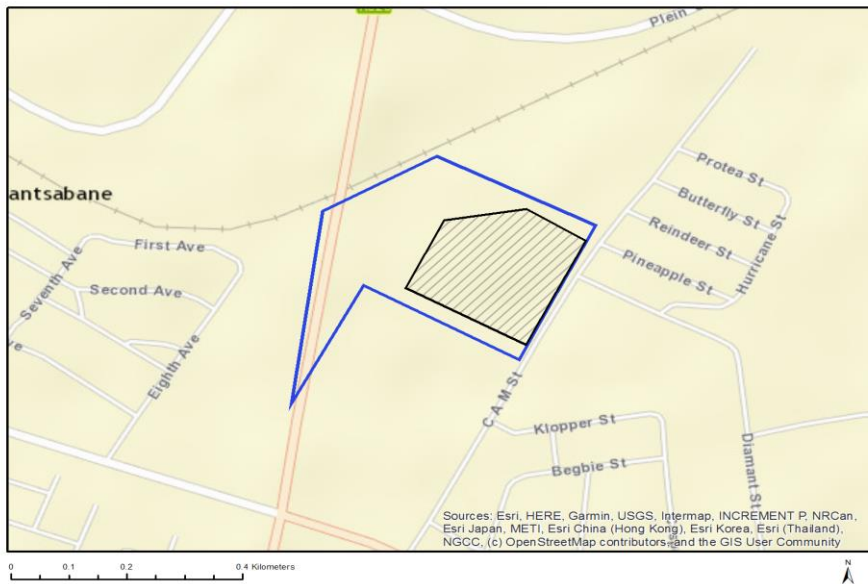 Plein
antsabane
Protea St
Butterfly St
Reindeer St
Pineapple St
Hurricane St
First Ave
Second Ave
Seventh Ave
Eighth Ave
C A M St
Klopper St
Begbie St
Diamant St
Sources: Esri, HERE, Garmin, USGS, Intermap, INCREMENT P, NRCan,
Esri Japan, METI, Esri China (Hong Kong), Esri Korea, Esri (Thailand),
NGCC, (c) OpenStreetMap contributors, and the GIS User Community
0 0.1 0.2 0.4 Kilometers
N